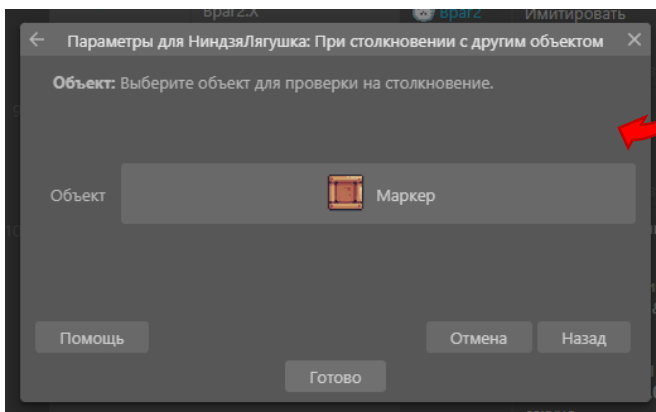 Враг2.X Враг2 Имитировать
Параметры для НиндзяЛягушка: При столкновении с другим объектом
Объект: Выберите объект для проверки на столкновение.
Объект Маркер
Помощь Отмена Назад
Готово